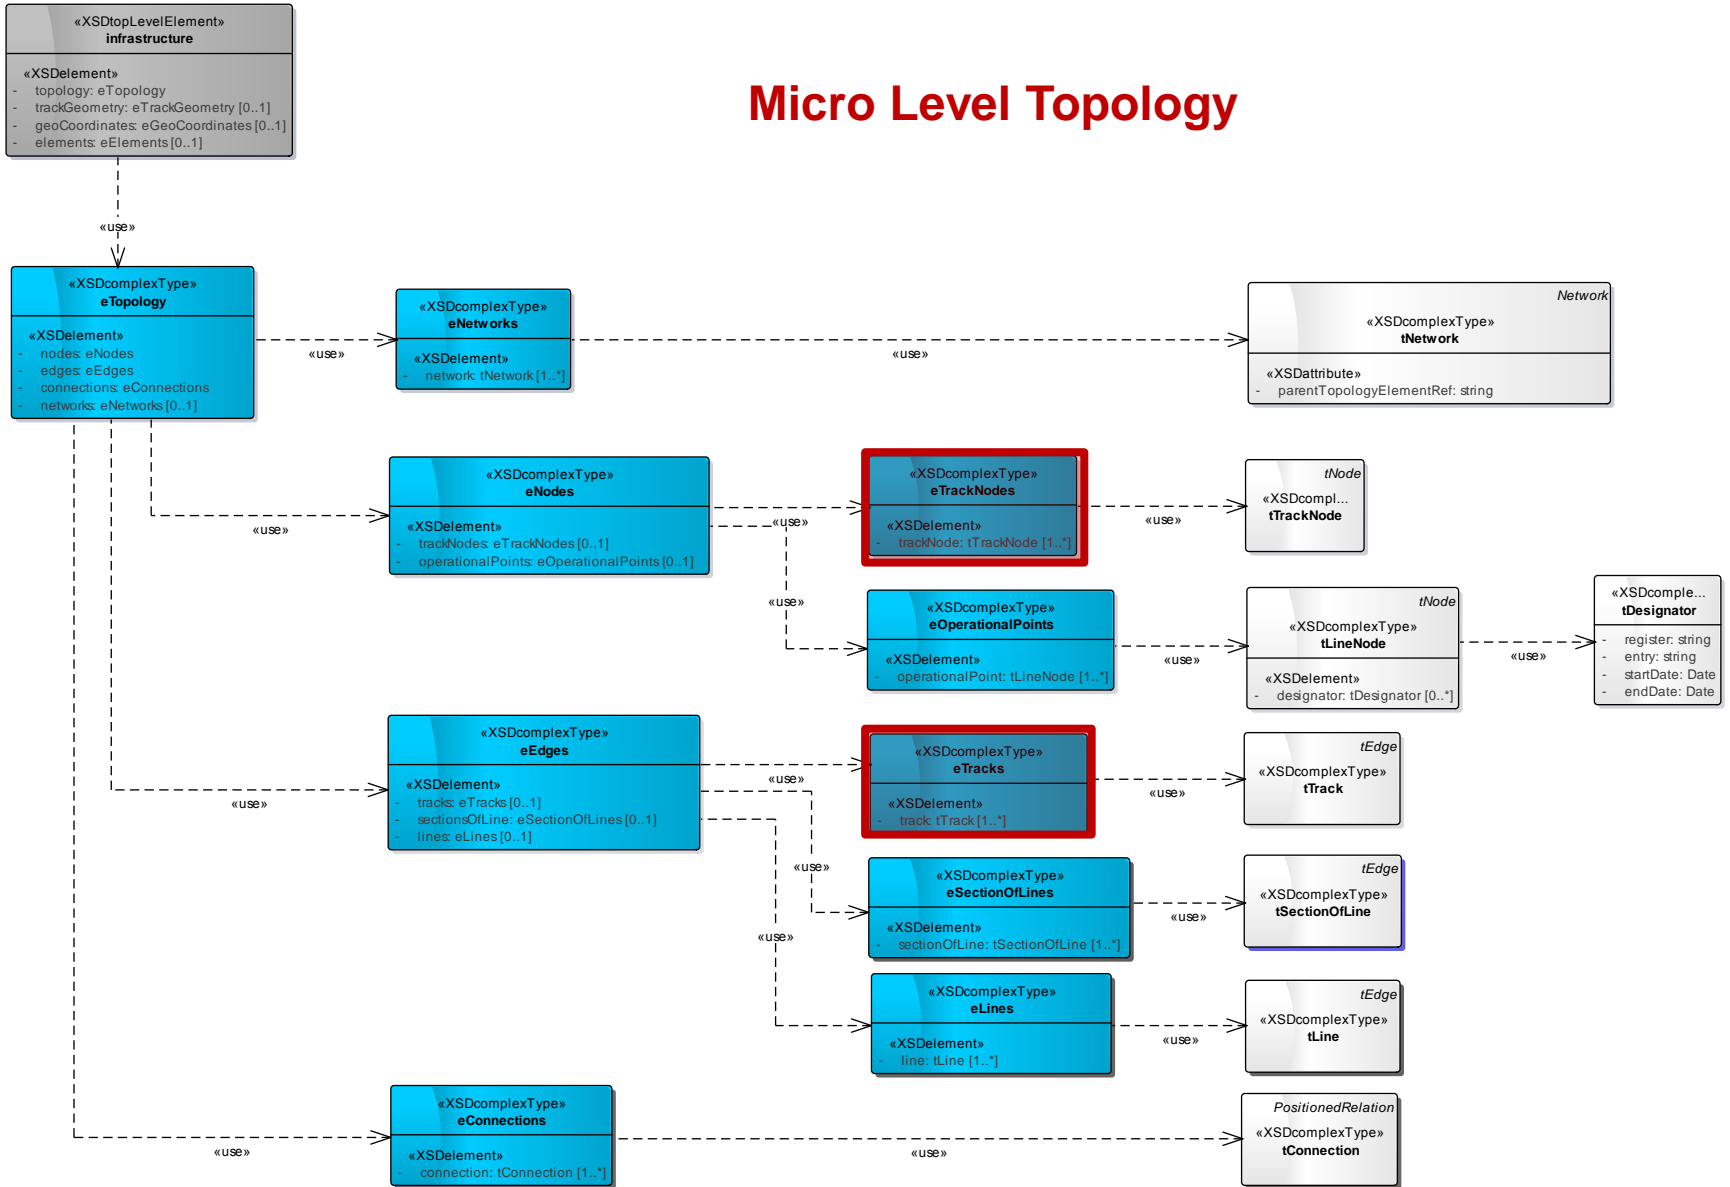 «XSDtopLevelElement»
infrastructure
«XSDelement»
- topology: eTopology
- trackGeometry: eTrackGeometry [0..1]
- geoCoordinates: eGeoCoordinates [0..1]
- elements: eElements [0..1]
Micro Level Topology
«use»
«XSDcomplexType»
eTopology
«XSDelement»
- nodes: eNodes
- edges: eEdges
- connections: eConnections
- networks: eNetworks [0..1]
«use»
«XSDcomplexType»
eNetworks
«XSDelement»
- network: tNetwork [1..*]
«use»
Network
«XSDcomplexType»
tNetwork
«XSDattribute»
- parentTopologyElementRef: string
«use»
«XSDcomplexType»
eNodes
«XSDelement»
- trackNodes: eTrackNodes [0..1]
- operationalPoints: eOperationalPoints [0..1]
«use»
«XSDcomplexType»
eTrackNodes
«XSDelement»
- trackNode: tTrackNode [1..*]
«use»
tNode
«XSDcompl...
tTrackNode
«use»
«XSDcomplexType»
eOperationalPoints
«XSDelement»
- operationalPoint: tLineNode [1..*]
«use»
tNode
«XSDcomplexType»
tLineNode
«XSDelement»
- designator: tDesignator [0..*]
«use»
«XSDcomple...
tDesignator
- register: string
- entry: string
- startDate: Date
- endDate: Date
«use»
«XSDcomplexType»
eEdges
«XSDelement»
- tracks: eTracks [0..1]
- sectionsOfLine: eSectionOfLines [0..1]
- lines: eLines [0..1]
«use»
«XSDcomplexType»
eTracks
«XSDelement»
- track: tTrack [1..*]
«use»
tEdge
«XSDcomplexType»
tTrack
«use»
«XSDcomplexType»
eSectionOfLines
«XSDelement»
- sectionOfLine: tSectionOfLine [1..*]
«use»
tEdge
«XSDcomplexType»
tSectionOfLine
«use»
«XSDcomplexType»
eLines
«XSDelement»
- line: tLine [1..*]
«use»
tEdge
«XSDcomplexType»
tLine
«use»
«XSDcomplexType»
eConnections
«XSDelement»
- connection: tConnection [1..*]
«use»
PositionedRelation
«XSDcomplexType»
tConnection